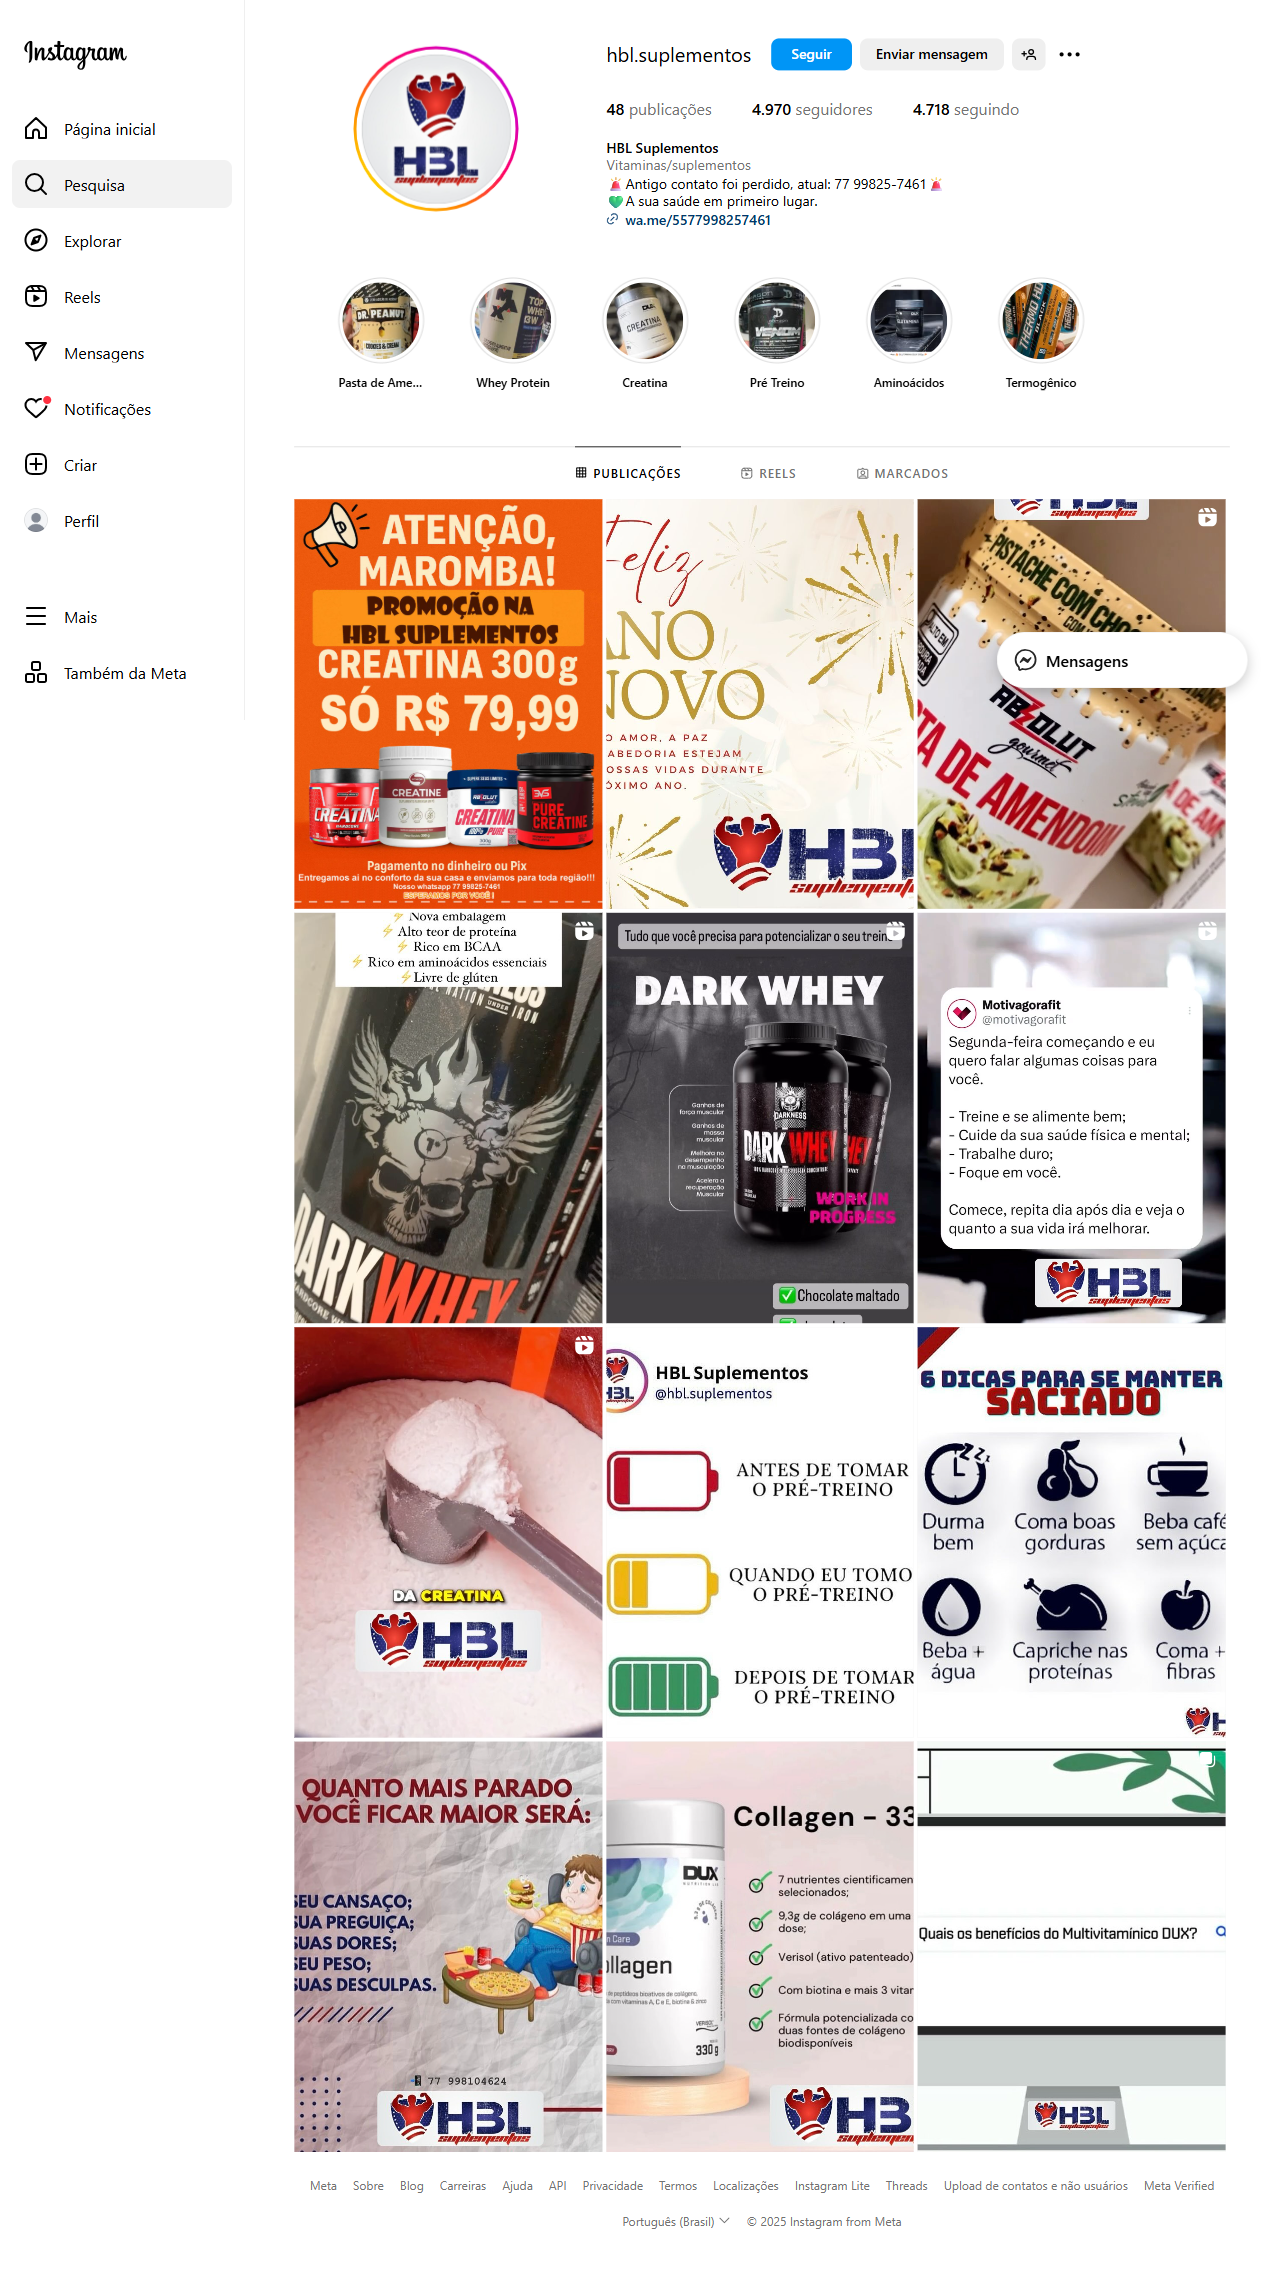 Instagram
Página inicial
Pesquisa
Explorar
Reels
Mensagens
Notificações
Criar
Perfil
Mais
Também da Meta
hbl.suplementos
Seguir
Enviar mensagem
48 publicações
4.970 seguidores
4.718 seguindo
HBL Suplementos
Vitaminas/suplementos
Antigo contato foi perdido, atual: 77 99825-7461
A sua saúde em primeiro lugar.
wa.me/5577998257461
HBL
suplementos
Pasta de Ame...
Whey Protein
Creatina
Pré Treino
Aminoácidos
Termogênico
PUBLICAÇÕES
REELS
MARCADOS
ATENÇÃO,
MAROMBA!
PROMOÇÃO NA
HBL SUPLEMENTOS
CREATINA 300g
SÓ R$ 79,99
CREATINA
CREATINE
CREATINA
100% PURE
PURE
CREATINE
Pagamento no dinheiro ou Pix
Entregamos aí no conforto da sua casa e enviamos para toda região!!!
Nosso whatsapp 77 99825-7461
ESPERAMOS POR VOCÊ !
Feliz
ANO
NOVO
O AMOR, A PAZ
ABEDORIA ESTEJAM
OSSAS VIDAS DURANTE
ÓXIMO ANO.
HBL
suplementos
suplementos
PISTACHE COM CHOC
ALTO EM
ABZOLUT
gourmet
TA DE AMENDOIM
Mensagens
Nova embalagem
Alto teor de proteína
Rico em BCAA
Rico em aminoácidos essenciais
Livre de glúten
NATION UNDER IRON
DARK WHEY
Tudo que você precisa para potencializar o seu treino
DARK WHEY
Ganhos de
força muscular
Ganhos de
massa
muscular
Melhora no
desempenho
na musculação
Acelera a
recuperação
Muscular
DARKNESS
DARK WHEY
WORK IN
PROGRESS
Chocolate maltado
Motivagorafit
@motivagorafit
Segunda-feira começando e eu
quero falar algumas coisas para
você.
- Treine e se alimente bem;
- Cuide da sua saúde física e mental;
- Trabalhe duro;
- Foque em você.
Comece, repita dia após dia e veja o
quanto a sua vida irá melhorar.
HBL
suplementos
DA CREATINA
HBL
suplementos
HBL Suplementos
@hbl.suplementos
ANTES DE TOMAR
O PRÉ-TREINO
QUANDO EU TOMO
O PRÉ-TREINO
DEPOIS DE TOMAR
O PRÉ-TREINO
6 DICAS PARA SE MANTER
SACIADO
Durma
bem
Coma boas
gorduras
Beba café
sem açúca
Beba +
água
Capriche nas
proteínas
Coma +
fibras
QUANTO MAIS PARADO
VOCÊ FICAR MAIOR SERÁ:
SEU CANSAÇO;
SUA PREGUIÇA;
SUAS DORES;
SEU PESO;
SUAS DESCULPAS.
77 998104624
HBL
suplementos
Collagen - 33
DUX
ollagen
330 g
7 nutrientes cientificamen
selecionados;
9,3g de colágeno em uma
dose;
Verisol (ativo patenteado)
Com biotina e mais 3 vitar
Fórmula potencializada co
duas fontes de colágeno
biodisponíveis
HB
suplemen
Quais os benefícios do Multivitamínico DUX?
HBL
suplementos
Meta Sobre Blog Carreiras Ajuda API Privacidade Termos Localizações Instagram Lite Threads Upload de contatos e não usuários Meta Verified
Português (Brasil) © 2025 Instagram from Meta